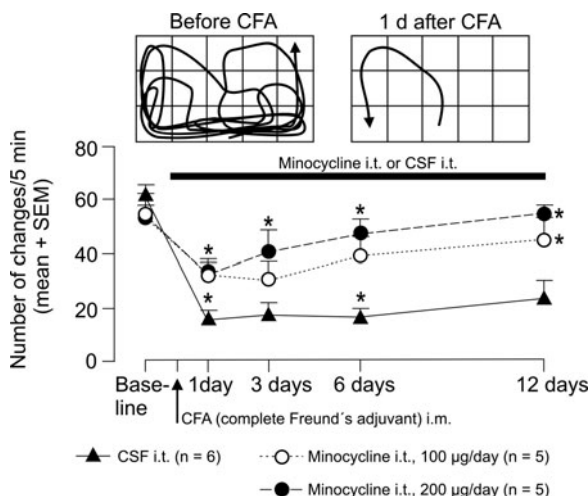 Before CFA
1 d after CFA
80
60
40
20
0
Number of changes/5 min
(mean + SEM)
Minocycline i.t. or CSF i.t.
*
*
*
*
*
*
*
Base-
line
1day
3 days
6 days
12 days
CFA (complete Freund´s adjuvant) i.m.
CSF i.t. (n = 6)
Minocycline i.t., 100 µg/day (n = 5)
Minocycline i.t., 200 µg/day (n = 5)